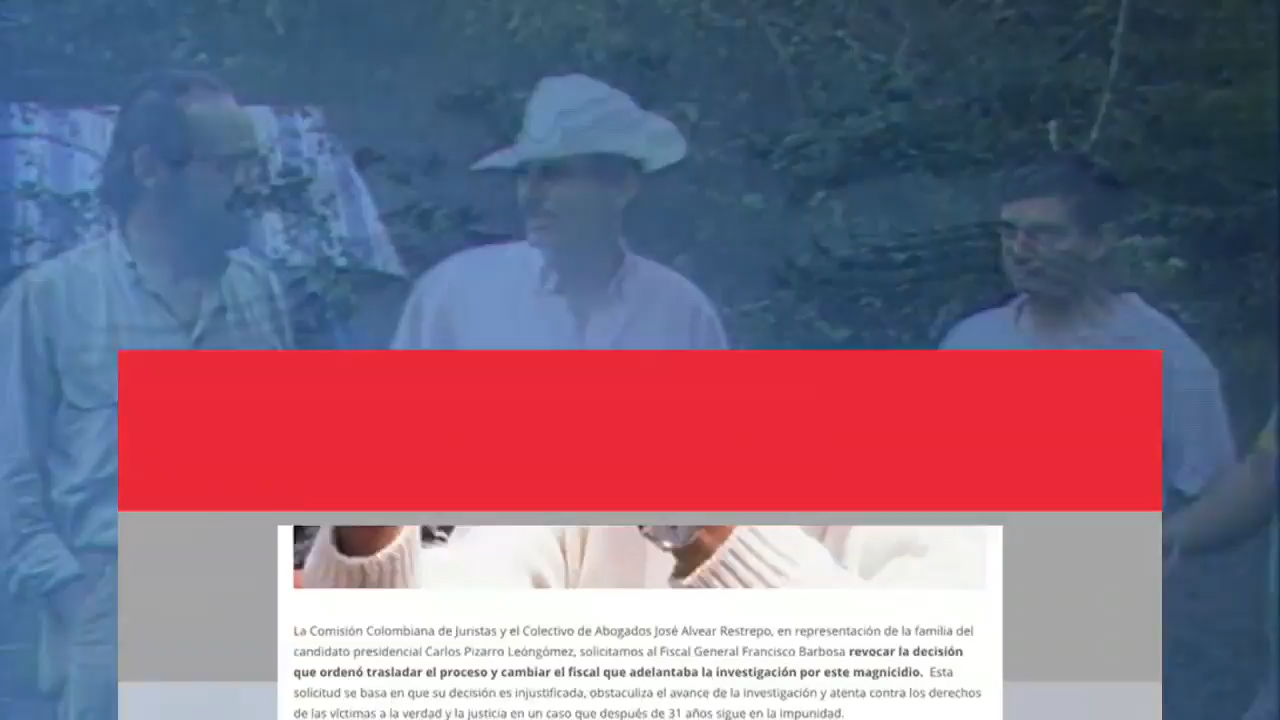 La Comisión Colombiana de Juristas y el Colectivo de Abogados José Alvear Restrepo, en representación de la familia del
candidato presidencial Carlos Pizarro Leóngómez, solicitamos al Fiscal General Francisco Barbosa revocar la decisión
que ordenó trasladar el proceso y cambiar el fiscal que adelantaba la investigación por este magnicidio. Esta
solicitud se basa en que su decisión es injustificada, obstaculiza el avance de la investigación y atenta contra los derechos
de las víctimas a la verdad y la justicia en un caso que después de 31 años sigue en la impunidad.